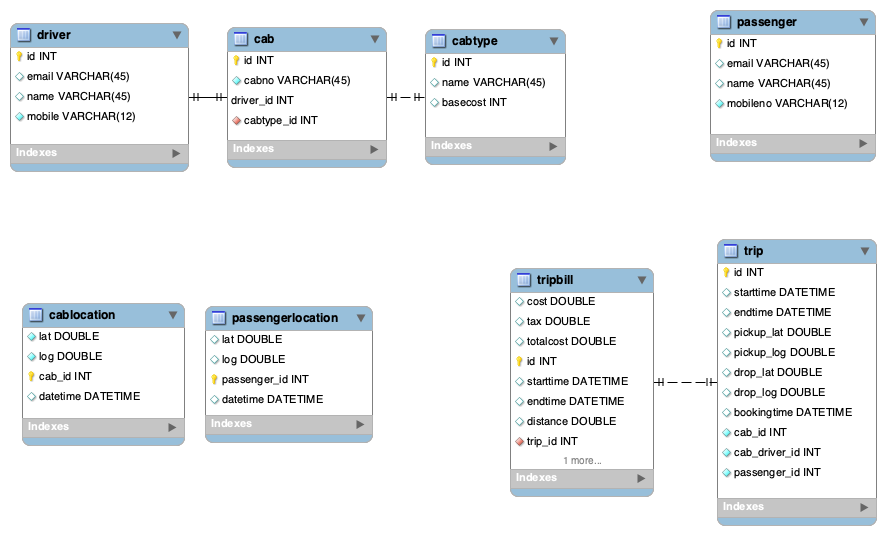 driver
id INT
email VARCHAR(45)
name VARCHAR(45)
mobile VARCHAR(12)
Indexes
cab
id INT
cabno VARCHAR(45)
driver_id INT
cabtype_id INT
Indexes
cabtype
id INT
name VARCHAR(45)
basecost INT
Indexes
passenger
id INT
email VARCHAR(45)
name VARCHAR(45)
mobileno VARCHAR(12)
Indexes
cablocation
lat DOUBLE
log DOUBLE
cab_id INT
datetime DATETIME
Indexes
passengerlocation
lat DOUBLE
log DOUBLE
passenger_id INT
datetime DATETIME
Indexes
tripbill
cost DOUBLE
tax DOUBLE
totalcost DOUBLE
id INT
starttime DATETIME
endtime DATETIME
distance DOUBLE
trip_id INT
1 more...
Indexes
trip
id INT
starttime DATETIME
endtime DATETIME
pickup_lat DOUBLE
pickup_log DOUBLE
drop_lat DOUBLE
drop_log DOUBLE
bookingtime DATETIME
cab_id INT
cab_driver_id INT
passenger_id INT
Indexes